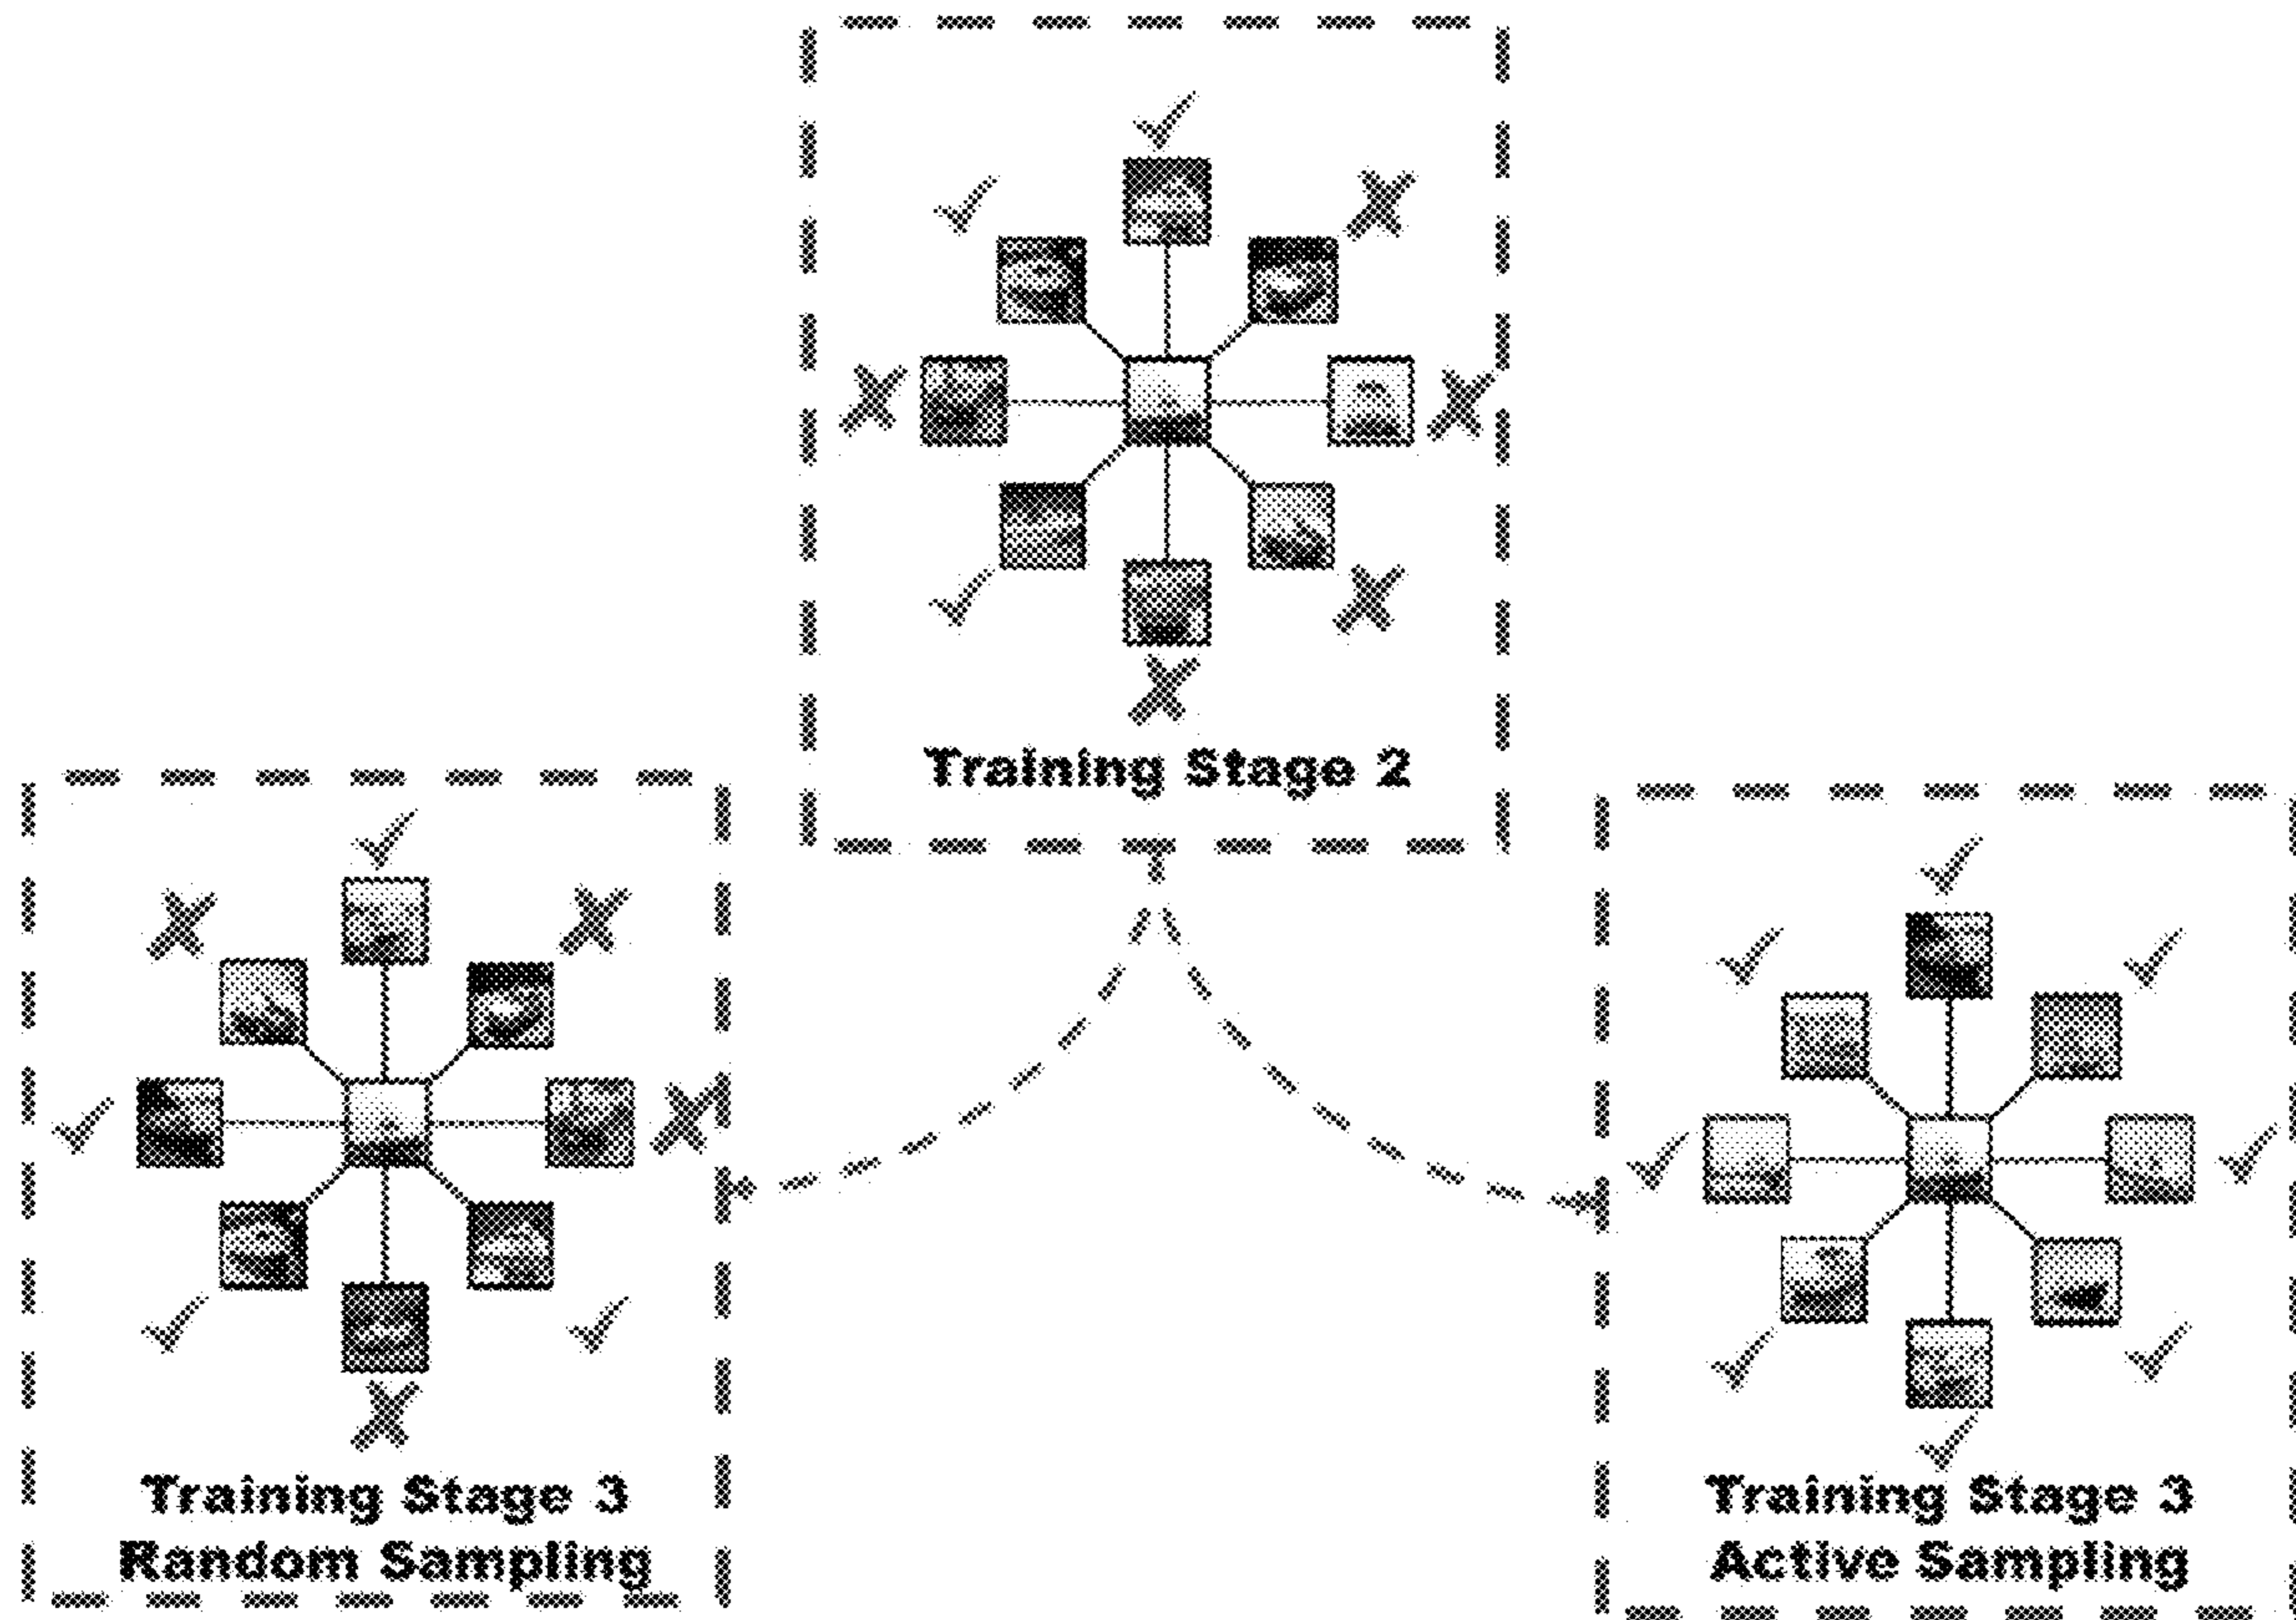 Training Stage 2
Training Stage 3
Random Sampling
Training Stage 3
Active Sampling